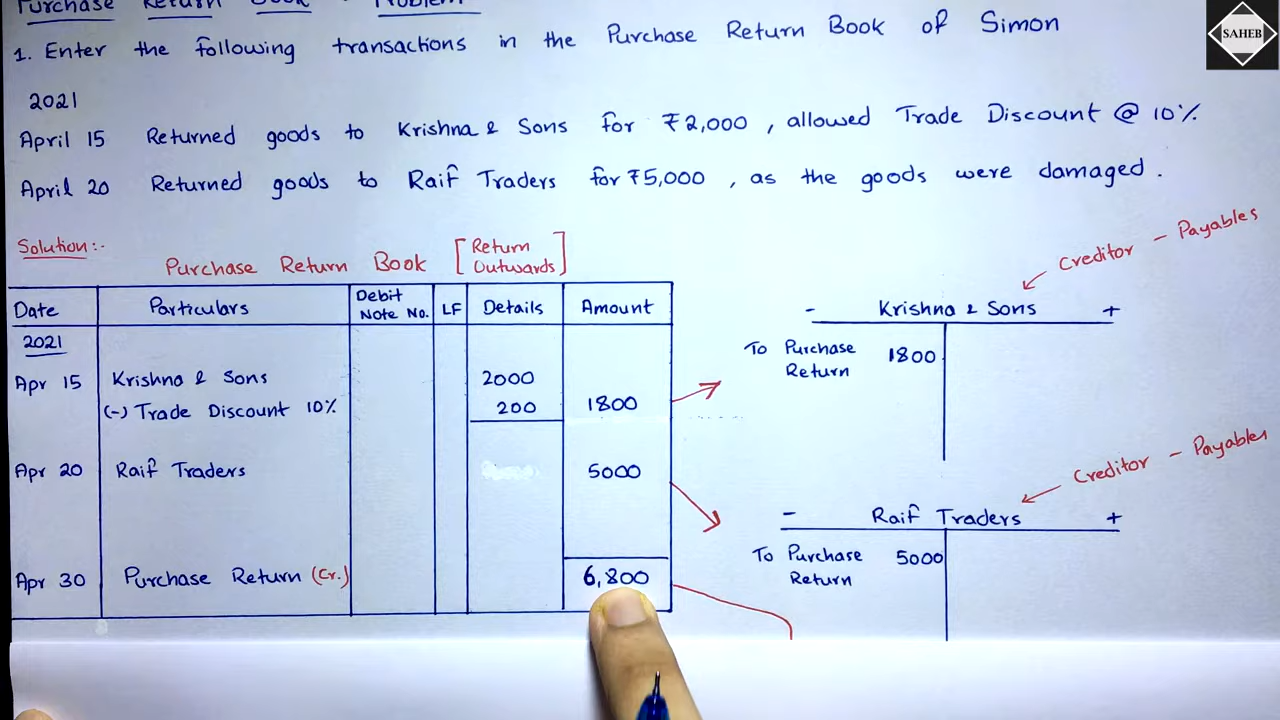 Purchase Return Book Problem
1. Enter the following transactions in the Purchase Return Book of Simon
SAHEB
2021
April 15 Returned goods to Krishna & Sons for ₹2,000, allowed Trade Discount @ 10%
April 20 Returned goods to Raif Traders for ₹5,000, as the goods were damaged.
Solution:-
Purchase Return Book [Return Outwards]
Date Particulars Debit Note No. LF Details Amount
2021
Apr 15 Krishna & Sons 2000
(-) Trade Discount 10% 200 1800
Apr 20 Raif Traders 5000
Apr 30 Purchase Return (Cr.) 6,800
Creditor - Payables
- Krishna & Sons +
To Purchase Return 1800
Creditor - Payables
- Raif Traders +
To Purchase Return 5000